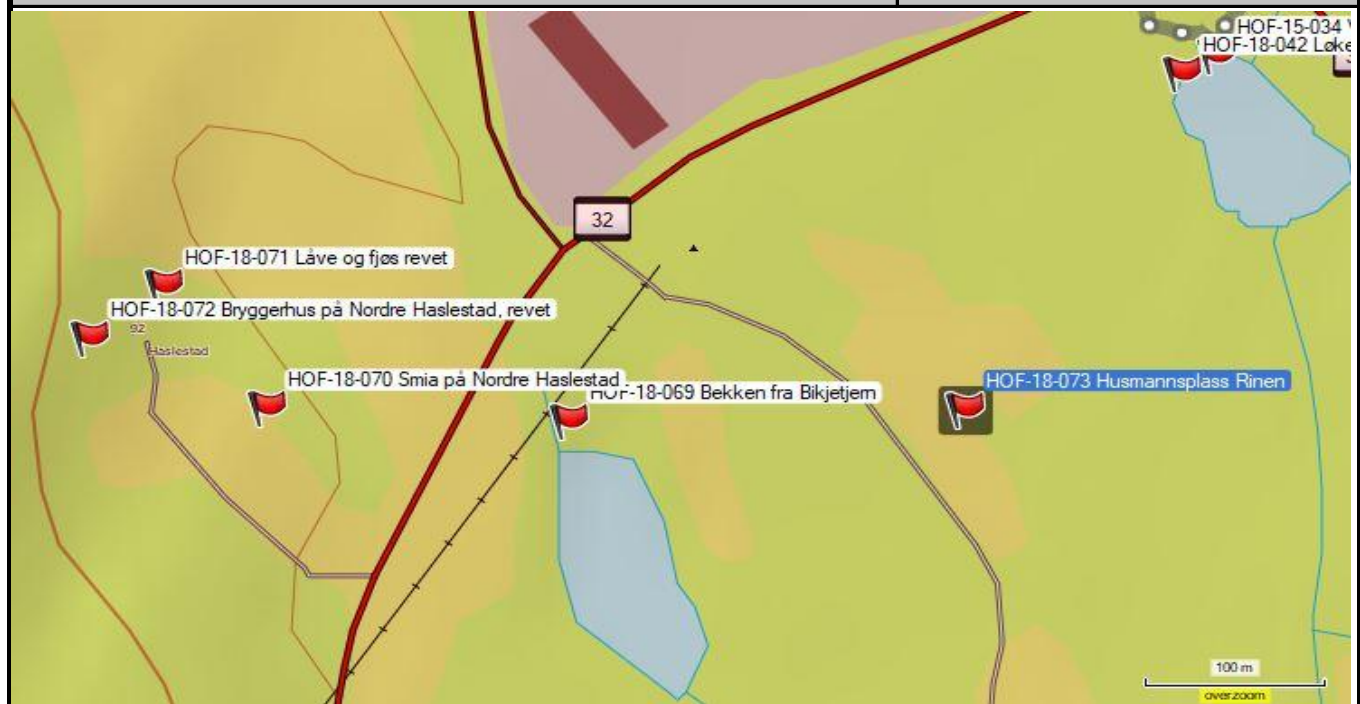 HOF-15-034
HOF-18-042 Løke
32
HOF-18-071 Låve og fjøs revet
HOF-18-072 Bryggerhus på Nordre Haslestad, revet
92
Haslestad
HOF-18-070 Smia på Nordre Haslestad
HOF-18-069 Bekken fra Bikjetjern
HOF-18-073 Husmannsplass Rinen
100 m
overzoom